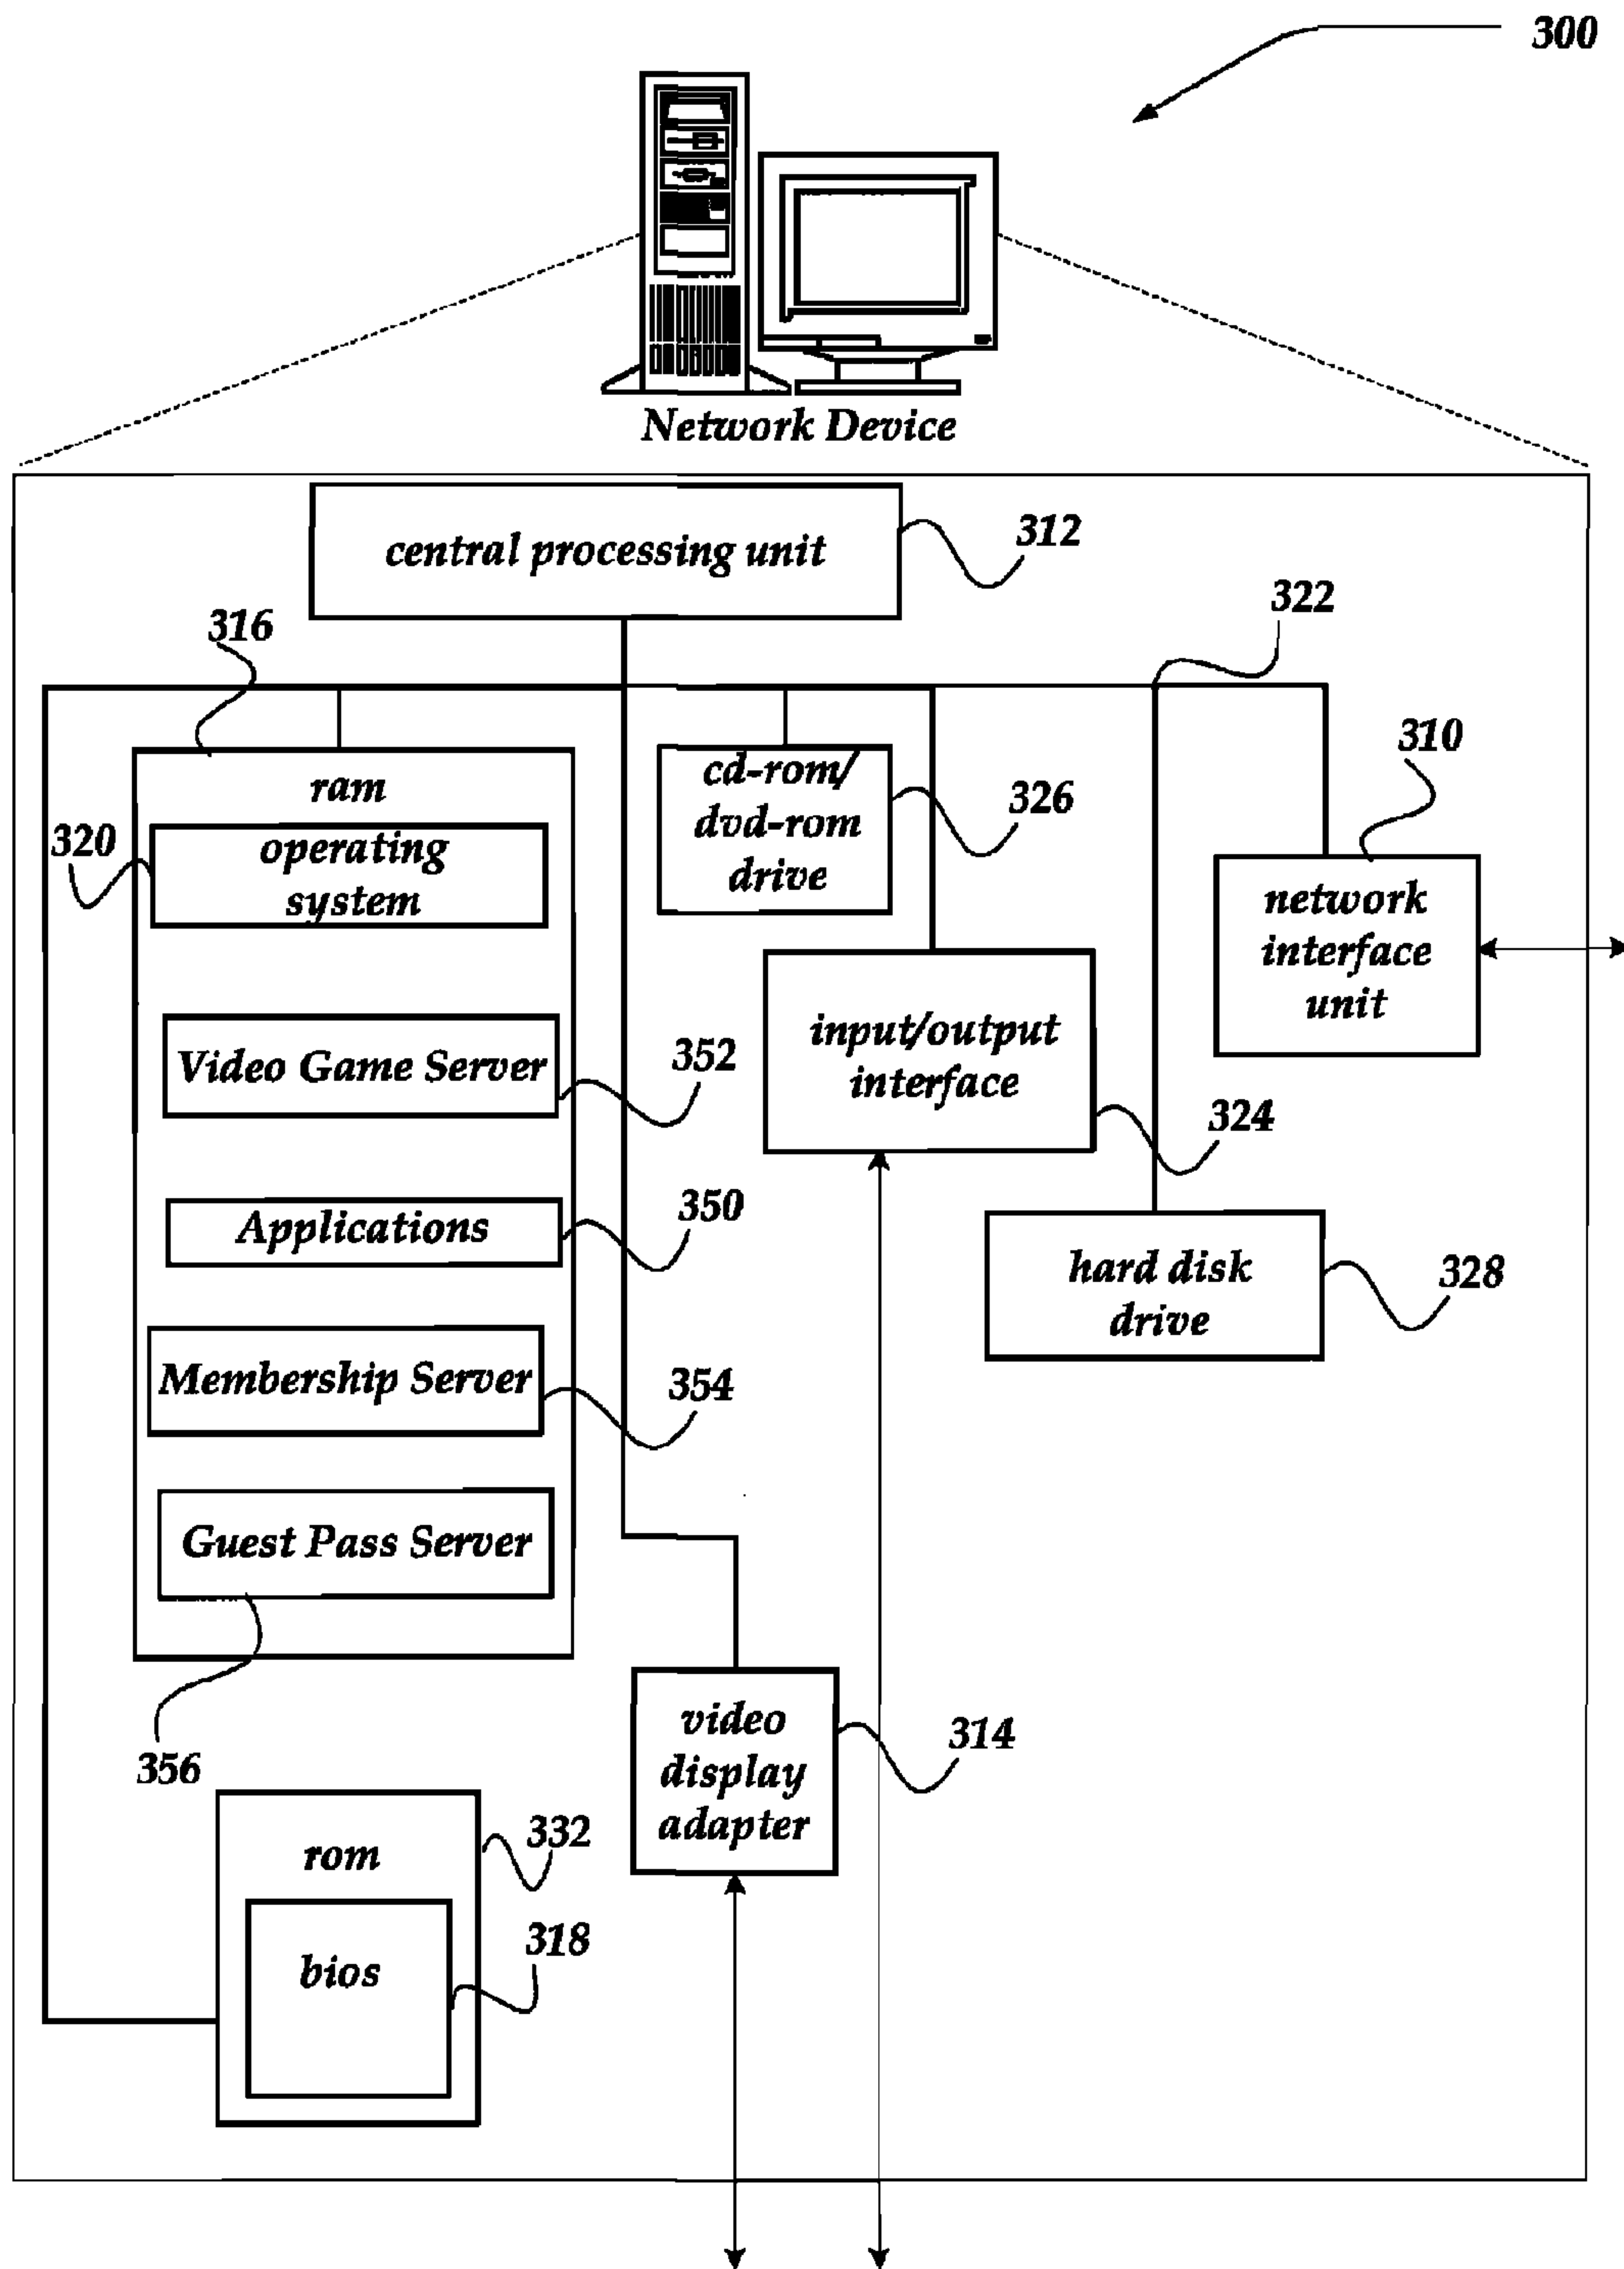 300
Network Device
central processing unit
312
322
316
310
ram
cd-rom/
dvd-rom
drive
326
320
operating
system
network
interface
unit
input/output
interface
Video Game Server
352
324
Applications
350
hard disk
drive
328
Membership Server
354
Guest Pass Server
356
video
display
adapter
314
rom
332
bios
318